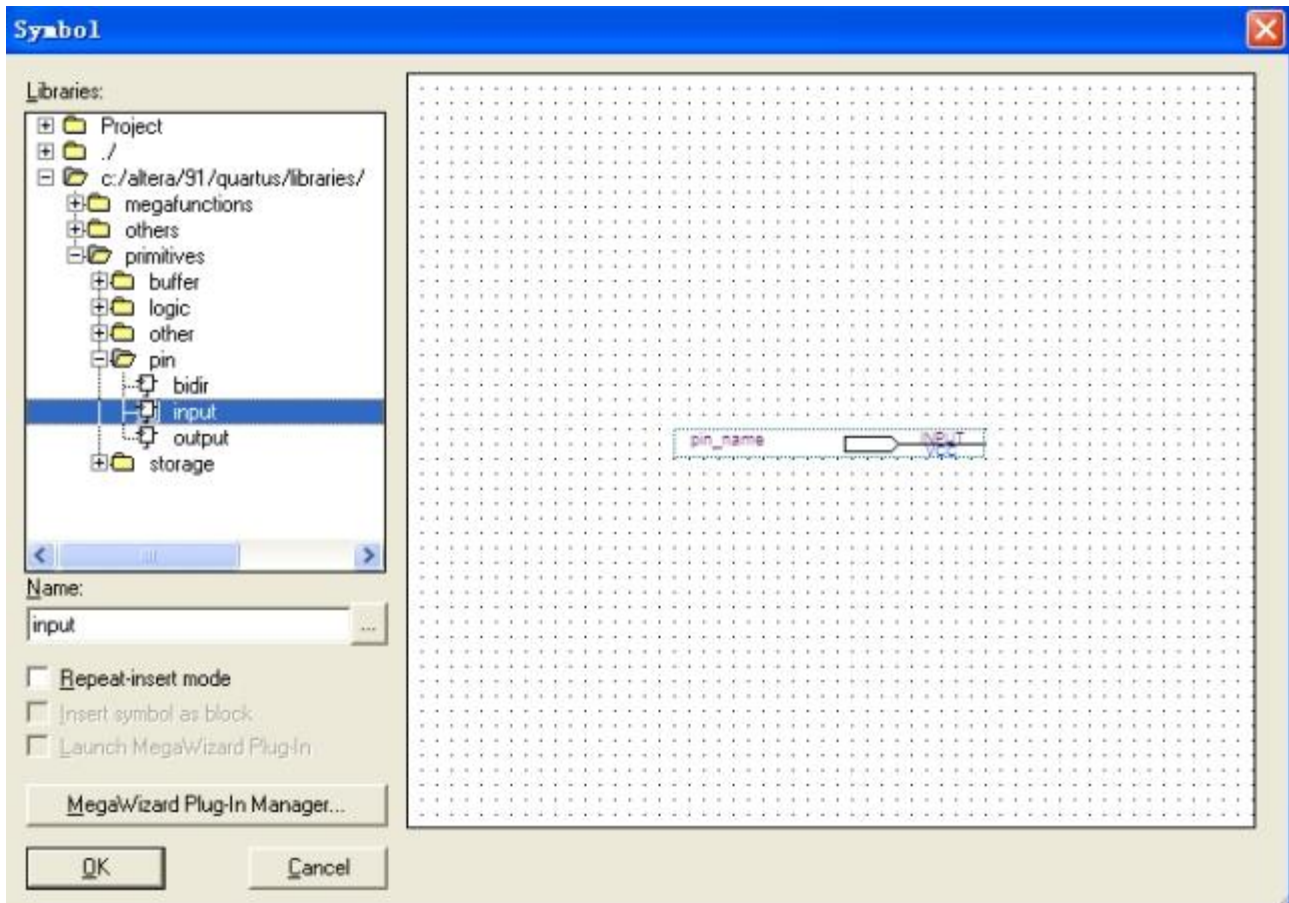 Symbol
Libraries:
Project
./
c:/altera/91/quartus/libraries/
megafunctions
others
primitives
buffer
logic
other
pin
bidir
input
output
storage
pin_name
INPUT
VCC
Name:
input
...
Repeat-insert mode
Insert symbol as block
Launch MegaWizard Plug-In
MegaWizard Plug-In Manager...
OK
Cancel